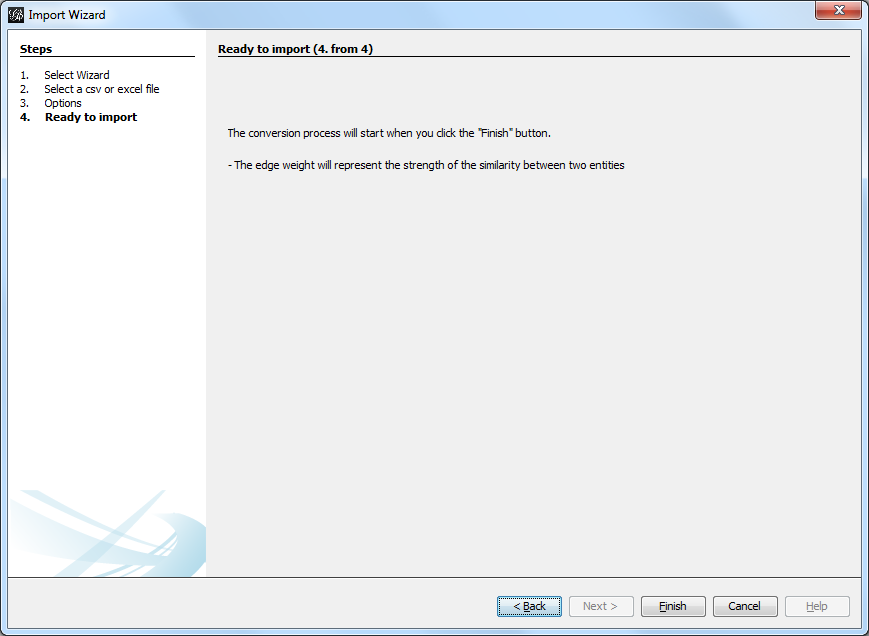 Import Wizard
Steps
1. Select Wizard
2. Select a csv or excel file
3. Options
4. Ready to import
Ready to import (4. from 4)
The conversion process will start when you click the "Finish" button.
- The edge weight will represent the strength of the similarity between two entities
< Back
Next >
Finish
Cancel
Help